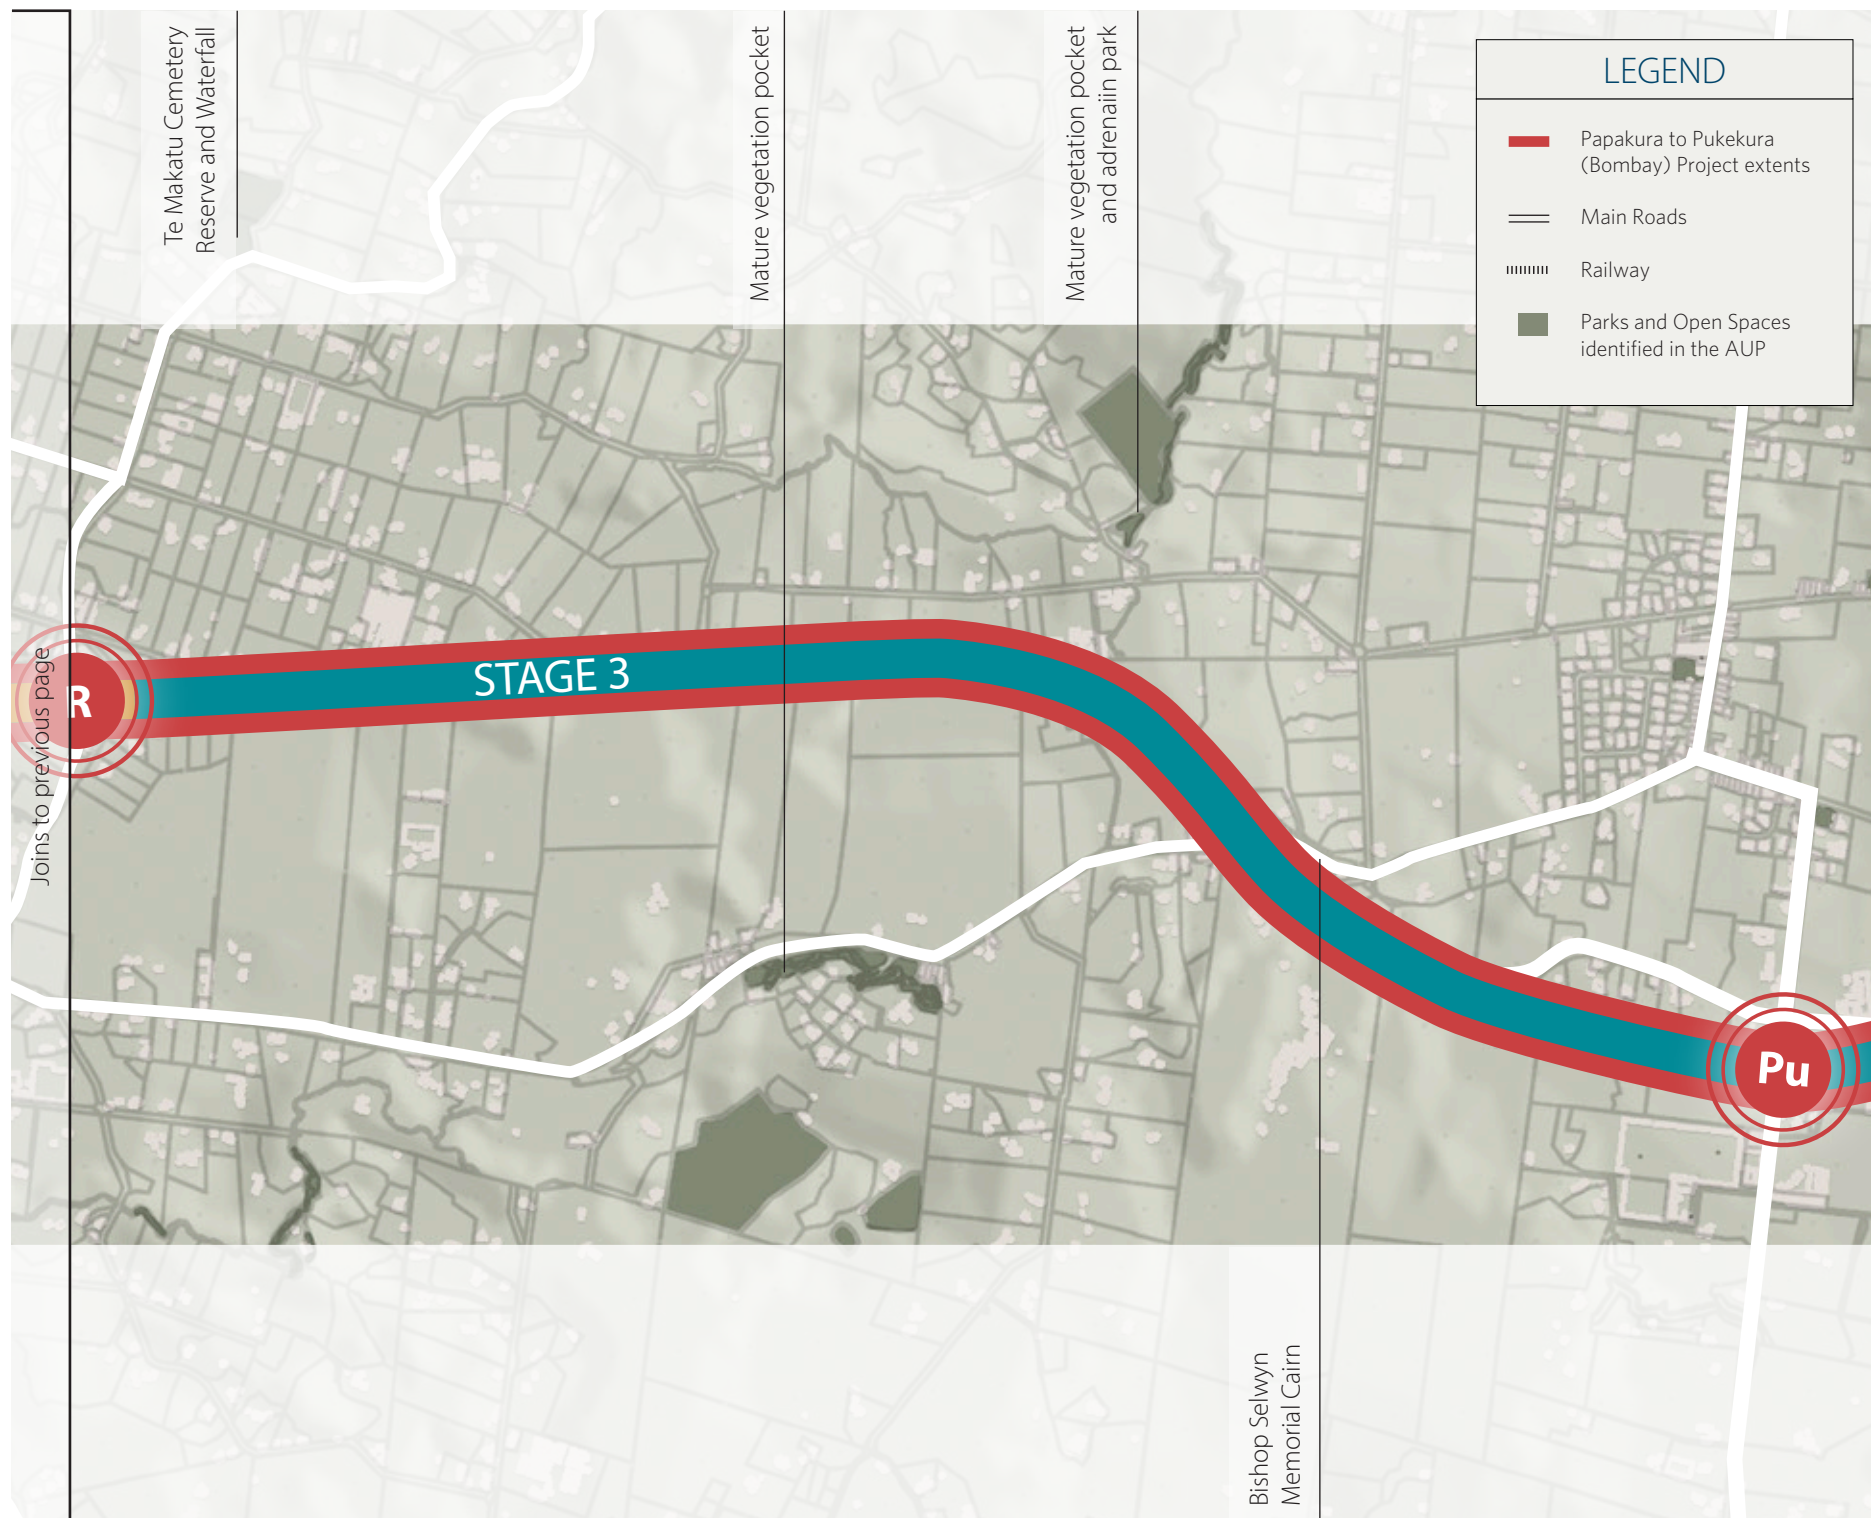 Te Makatu Cemetery
Reserve and Waterfall
Mature vegetation pocket
Mature vegetation pocket
and adrenaiin park
LEGEND
Papakura to Pukekura
(Bombay) Project extents
Main Roads
Railway
Parks and Open Spaces
identified in the AUP
Joins to previous page
R
STAGE 3
Pu
Bishop Selwyn
Memorial Cairn